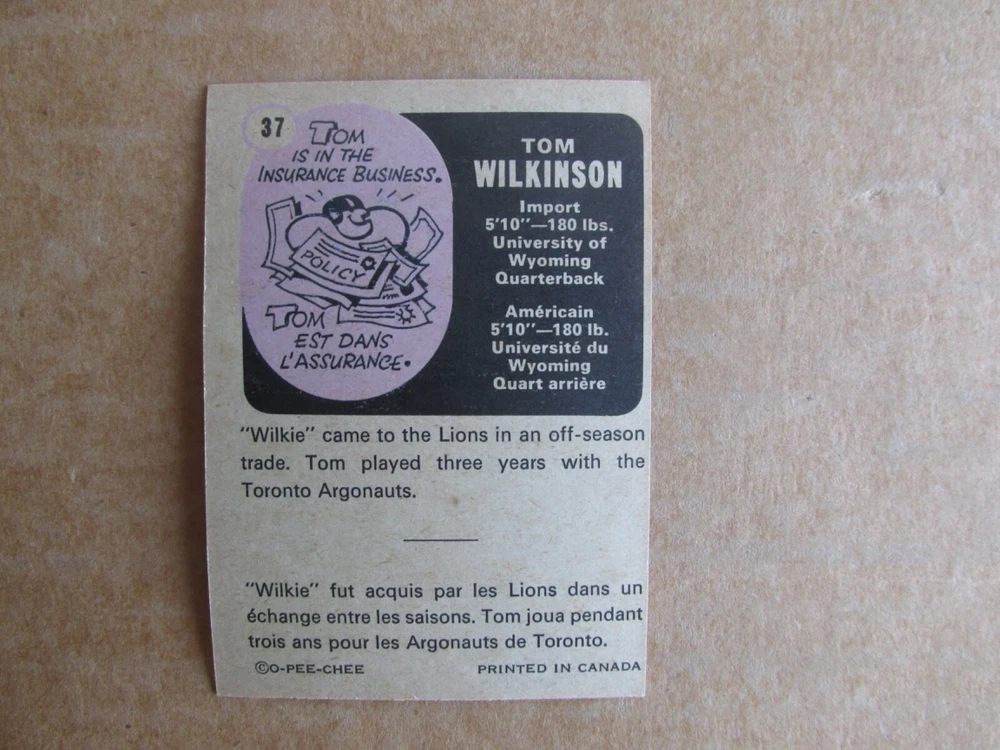 37
TOM
IS IN THE
INSURANCE BUSINESS.
POLICY
TOM
EST DANS
L'ASSURANCE.
TOM
WILKINSON
Import
5'10"—180 lbs.
University of
Wyoming
Quarterback
Américain
5'10"—180 lb.
Université du
Wyoming
Quart arrière
"Wilkie" came to the Lions in an off-season
trade. Tom played three years with the
Toronto Argonauts.
"Wilkie" fut acquis par les Lions dans un
échange entre les saisons. Tom joua pendant
trois ans pour les Argonauts de Toronto.
©O-PEE-CHEE PRINTED IN CANADA